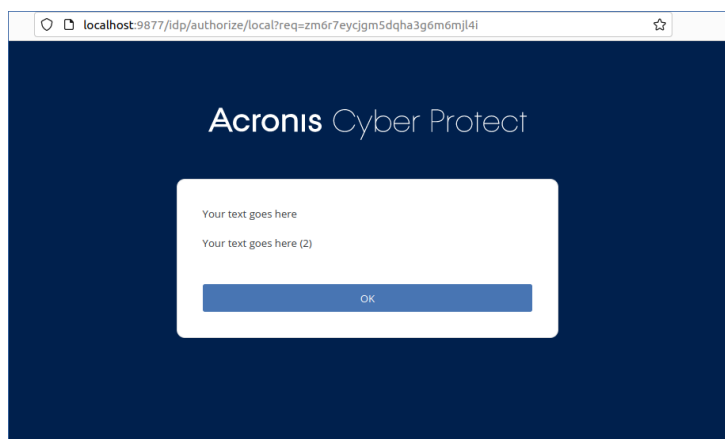 localhost:9877/idp/authorize/local?req=zm6r7eycjgm5dqha3g6m6mjl4i
Acronis Cyber Protect
Your text goes here
Your text goes here (2)
OK